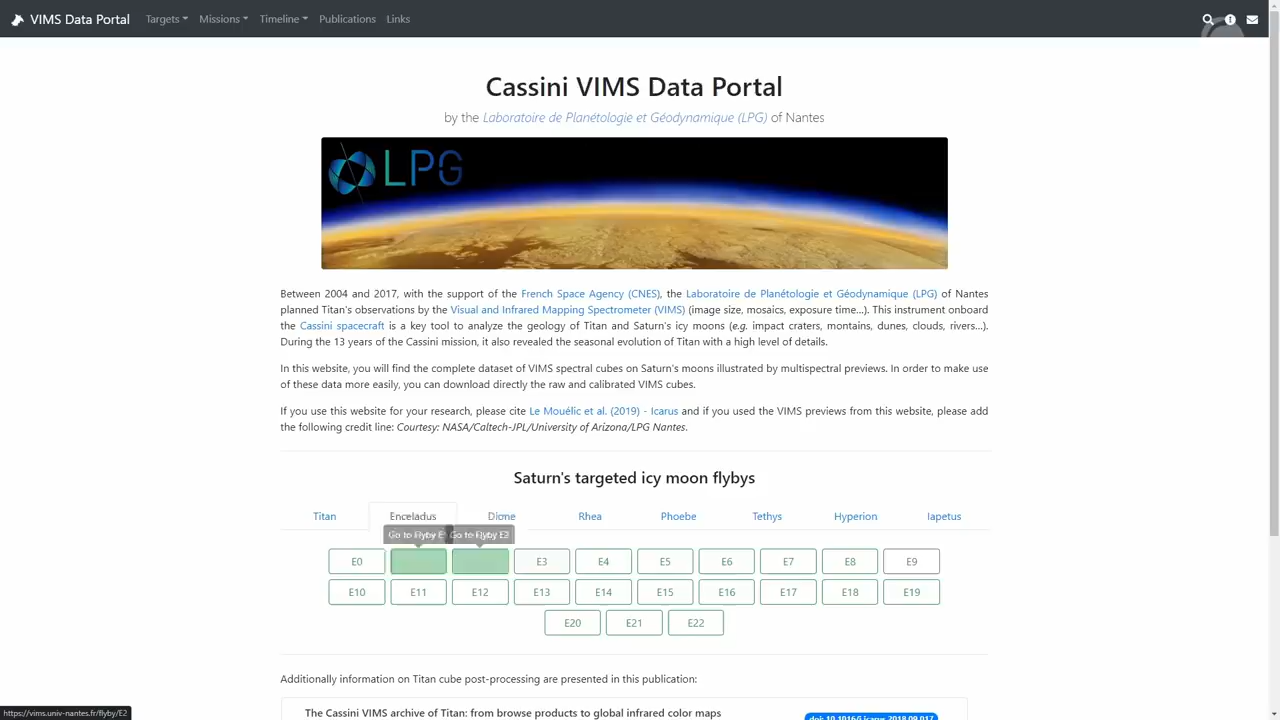 VIMS Data Portal Targets Missions Timeline Publications Links
Cassini VIMS Data Portal
by the Laboratoire de Planétologie et Géodynamique (LPG) of Nantes
LPG
Between 2004 and 2017, with the support of the French Space Agency (CNES), the Laboratoire de Planétologie et Géodynamique (LPG) of Nantes
planned Titan's observations by the Visual and Infrared Mapping Spectrometer (VIMS) (image size, mosaics, exposure time...). This instrument onboard
the Cassini spacecraft is a key tool to analyze the geology of Titan and Saturn's icy moons (e.g. impact craters, montains, dunes, clouds, rivers...).
During the 13 years of the Cassini mission, it also revealed the seasonal evolution of Titan with a high level of details.
In this website, you will find the complete dataset of VIMS spectral cubes on Saturn's moons illustrated by multispectral previews. In order to make use
of these data more easily, you can download directly the raw and calibrated VIMS cubes.
If you use this website for your research, please cite Le Mouélic et al. (2019) - Icarus and if you used the VIMS previews from this website, please add
the following credit line: Courtesy: NASA/Caltech-JPL/University of Arizona/LPG Nantes.
Saturn's targeted icy moon flybys
Titan Enceladus Dione Rhea Phoebe Tethys Hyperion Iapetus
Go to Flyby Go to Flyby E2
E0 E3 E4 E5 E6 E7 E8 E9
E10 E11 E12 E13 E14 E15 E16 E17 E18 E19
E20 E21 E22
Additionally information on Titan cube post-processing are presented in this publication:
The Cassini VIMS archive of Titan: from browse products to global infrared color maps
doi: 10.1016/j.icarus.2018.09.017
https://vims.univ-nantes.fr/flyby/E2